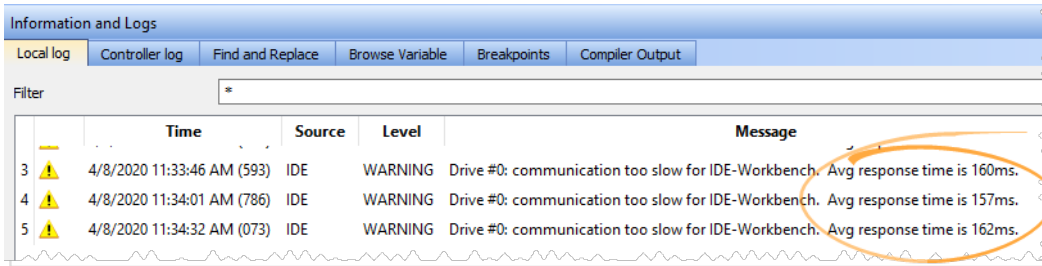 Information and Logs
Local log Controller log Find and Replace Browse Variable Breakpoints Compiler Output
Filter *
Time Source Level Message
3 4/8/2020 11:33:46 AM (593) IDE WARNING Drive #0: communication too slow for IDE-Workbench. Avg response time is 160ms.
4 4/8/2020 11:34:01 AM (786) IDE WARNING Drive #0: communication too slow for IDE-Workbench. Avg response time is 157ms.
5 4/8/2020 11:34:32 AM (073) IDE WARNING Drive #0: communication too slow for IDE-Workbench. Avg response time is 162ms.